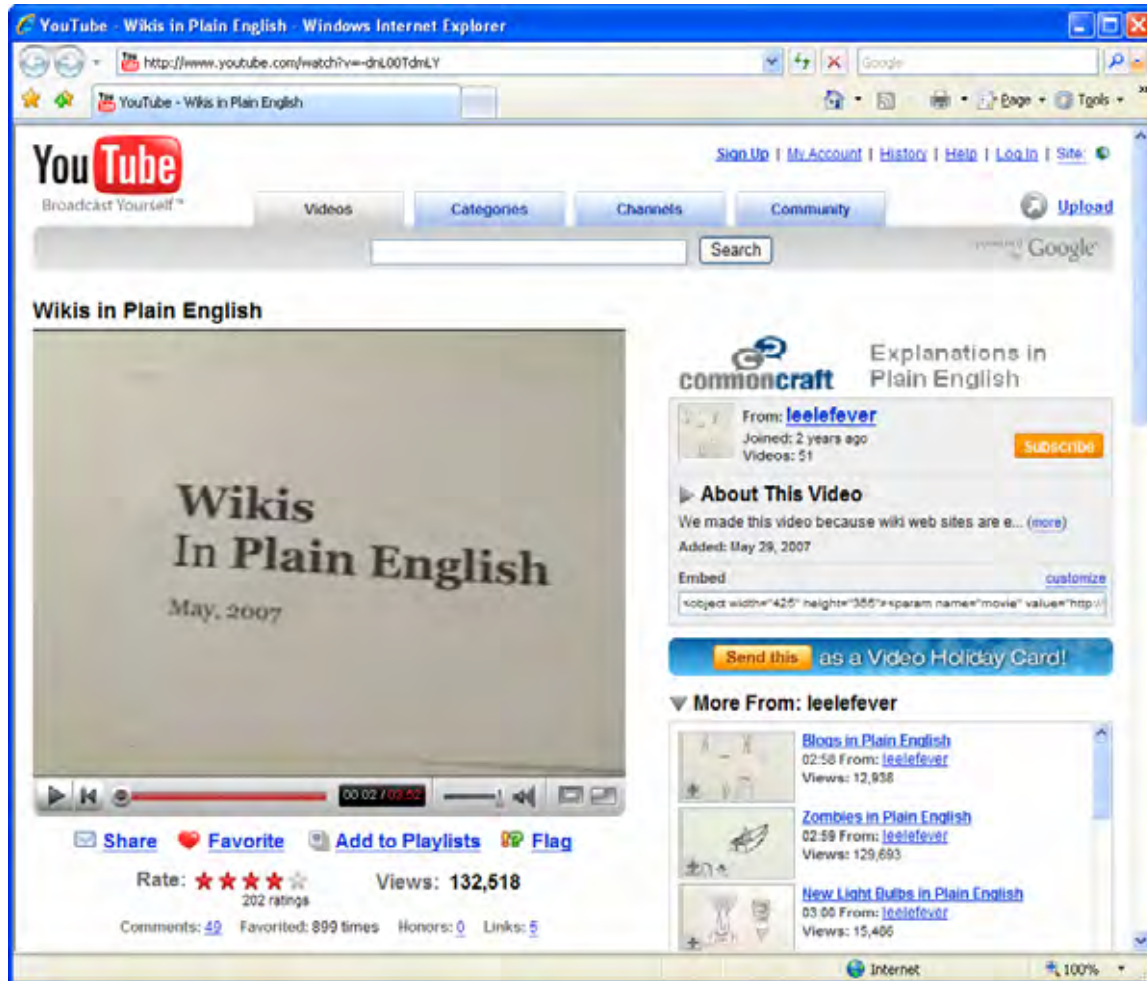 YouTube - Wikis in Plain English - Windows Internet Explorer
http://www.youtube.com/watch?v=-dnL00TdmLY
Google
YouTube - Wikis in Plain English
Page
Tools
YouTube
Broadcast Yourself™
Sign Up | My Account | History | Help | Log In | Site:
Videos Categories Channels Community Upload
Search
Google
Wikis in Plain English
Wikis
In Plain English
May, 2007
00:02 / 03:52
Share Favorite Add to Playlists Flag
Rate: Views: 132,518
202 ratings
Comments: 49 Favorited: 899 times Honors: 0 Links: 5
commoncraft
Explanations in
Plain English
From: leelefever
Joined: 2 years ago
Videos: 51
Subscribe
About This Video
We made this video because wiki web sites are e... (more)
Added: May 29, 2007
Embed customize
<object width="425" height="355"><param name="movie" value="http://
Send this as a Video Holiday Card!
More From: leelefever
Blogs in Plain English
02:58 From: leelefever
Views: 12,938
Zombies in Plain English
02:59 From: leelefever
Views: 129,693
New Light Bulbs in Plain English
03:00 From: leelefever
Views: 15,486
Internet 100%